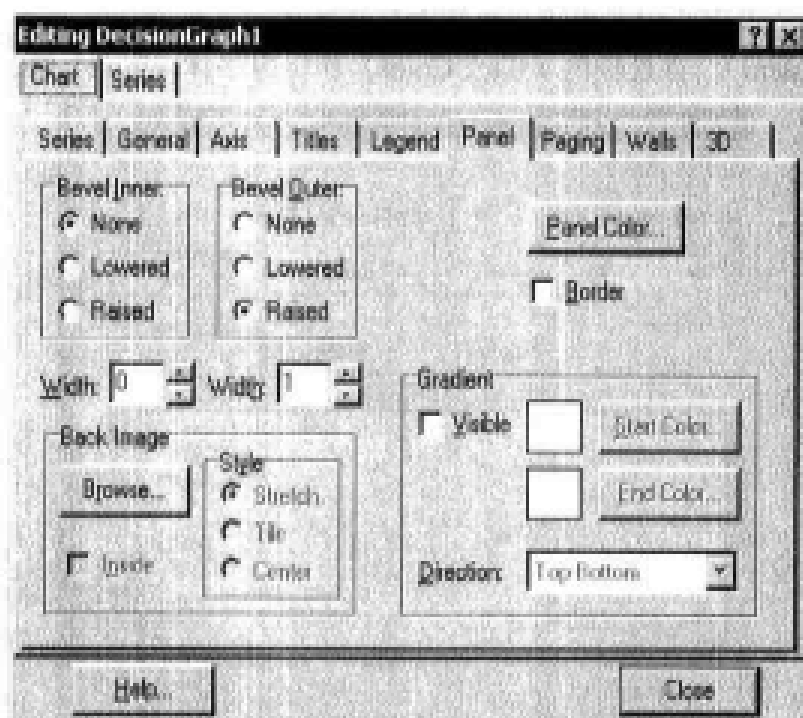 Editing DecisionGraph1
Chart Series
Series General Axis Titles Legend Panel Paging Walls 3D
Bevel Inner: Bevel Outer:
None None Panel Color...
Lowered Lowered Border
Raised Raised
Width: 0 Width: 1
Gradient
Visible Start Color...
Back Image
Style
Browse... Stretch End Color...
Tile
Inside Center Direction: Top Bottom
Help... Close